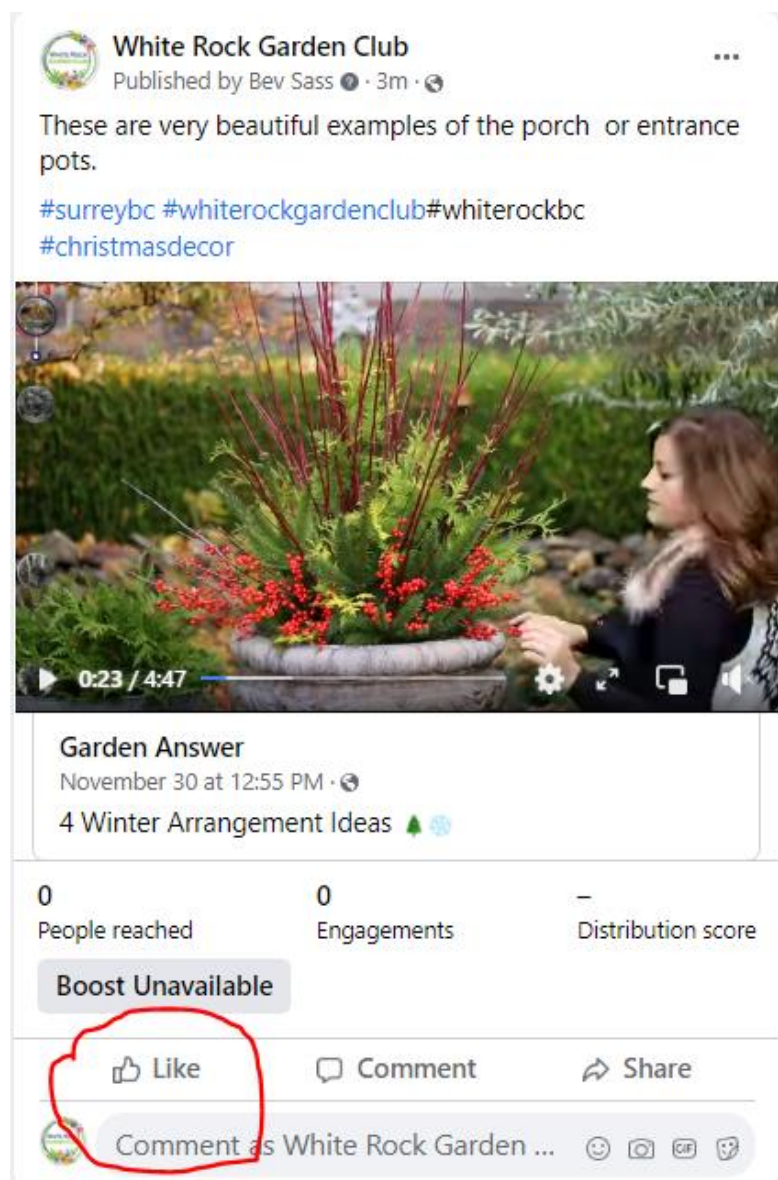 White Rock Garden Club
Published by Bev Sass · 3m ·
These are very beautiful examples of the porch or entrance
pots.
#surreybc #whiterockgardenclub#whiterockbc
#christmasdecor
0:23 / 4:47
Garden Answer
November 30 at 12:55 PM ·
4 Winter Arrangement Ideas 🌲❄️
0 0 –
People reached Engagements Distribution score
Boost Unavailable
Like Comment Share
Comment as White Rock Garden ... GIF